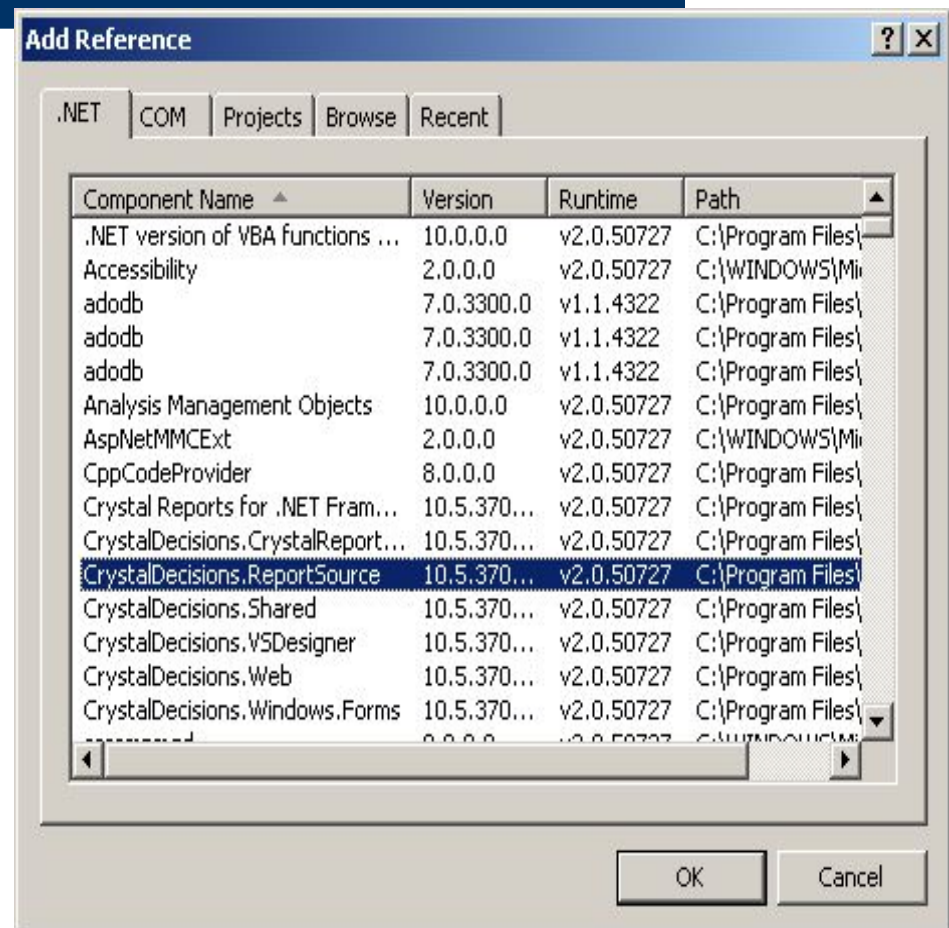 Add Reference
.NET COM Projects Browse Recent
Component Name Version Runtime Path
.NET version of VBA functions ... 10.0.0.0 v2.0.50727 C:\Program Files\
Accessibility 2.0.0.0 v2.0.50727 C:\WINDOWS\Mi
adodb 7.0.3300.0 v1.1.4322 C:\Program Files\
adodb 7.0.3300.0 v1.1.4322 C:\Program Files\
adodb 7.0.3300.0 v1.1.4322 C:\Program Files\
Analysis Management Objects 10.0.0.0 v2.0.50727 C:\Program Files\
AspNetMMCExt 2.0.0.0 v2.0.50727 C:\WINDOWS\Mi
CppCodeProvider 8.0.0.0 v2.0.50727 C:\Program Files\
Crystal Reports for .NET Fram... 10.5.370... v2.0.50727 C:\Program Files\
CrystalDecisions.CrystalReport... 10.5.370... v2.0.50727 C:\Program Files\
CrystalDecisions.ReportSource 10.5.370... v2.0.50727 C:\Program Files\
CrystalDecisions.Shared 10.5.370... v2.0.50727 C:\Program Files\
CrystalDecisions.VSDesigner 10.5.370... v2.0.50727 C:\Program Files\
CrystalDecisions.Web 10.5.370... v2.0.50727 C:\Program Files\
CrystalDecisions.Windows.Forms 10.5.370... v2.0.50727 C:\Program Files\
OK Cancel